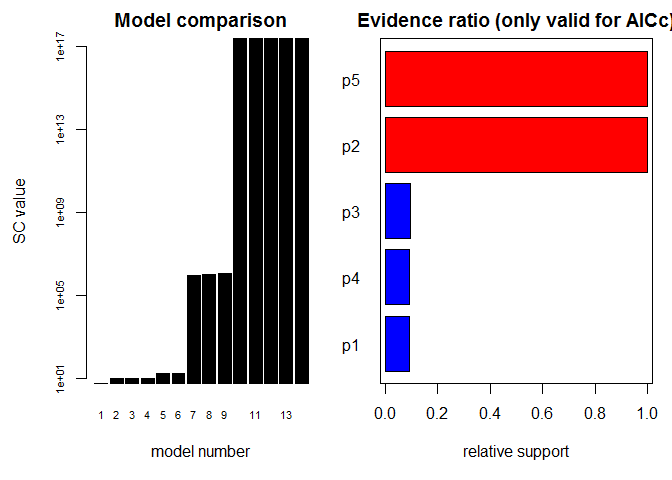 Model comparison
SC value
1e+17
1e+13
1e+09
1e+05
1e+01
1 2 3 4 5 6 7 8 9 11 13
model number
Evidence ratio (only valid for AICc)
p5
p2
p3
p4
p1
0.0 0.2 0.4 0.6 0.8 1.0
relative support